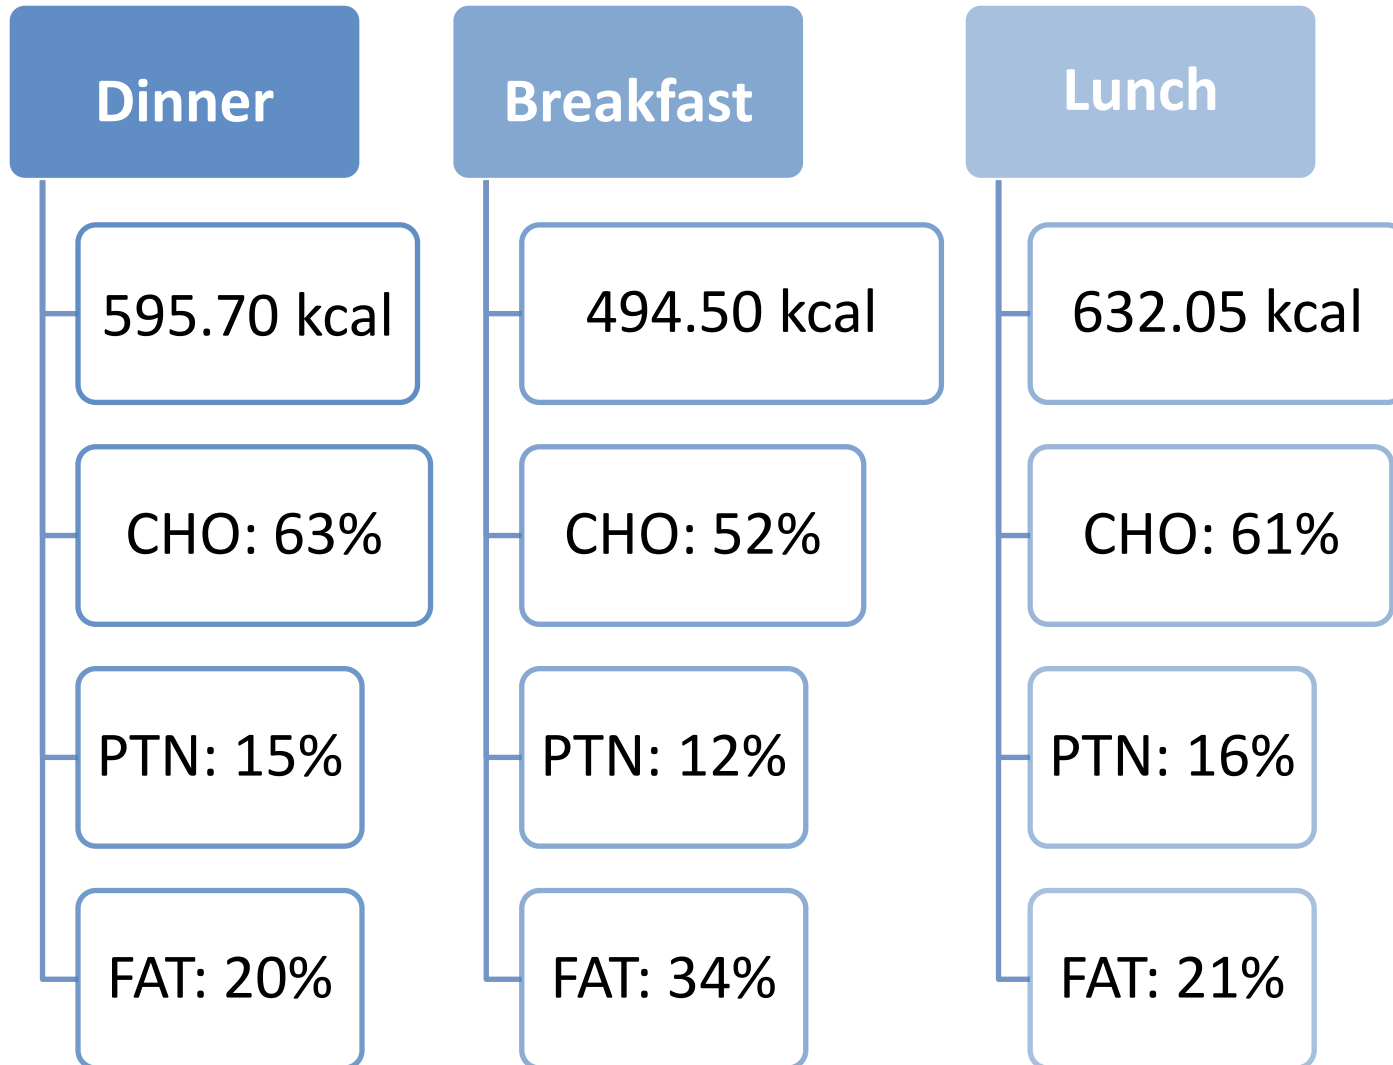 Dinner
595.70 kcal
CHO: 63%
PTN: 15%
FAT: 20%
Breakfast
494.50 kcal
CHO: 52%
PTN: 12%
FAT: 34%
Lunch
632.05 kcal
CHO: 61%
PTN: 16%
FAT: 21%